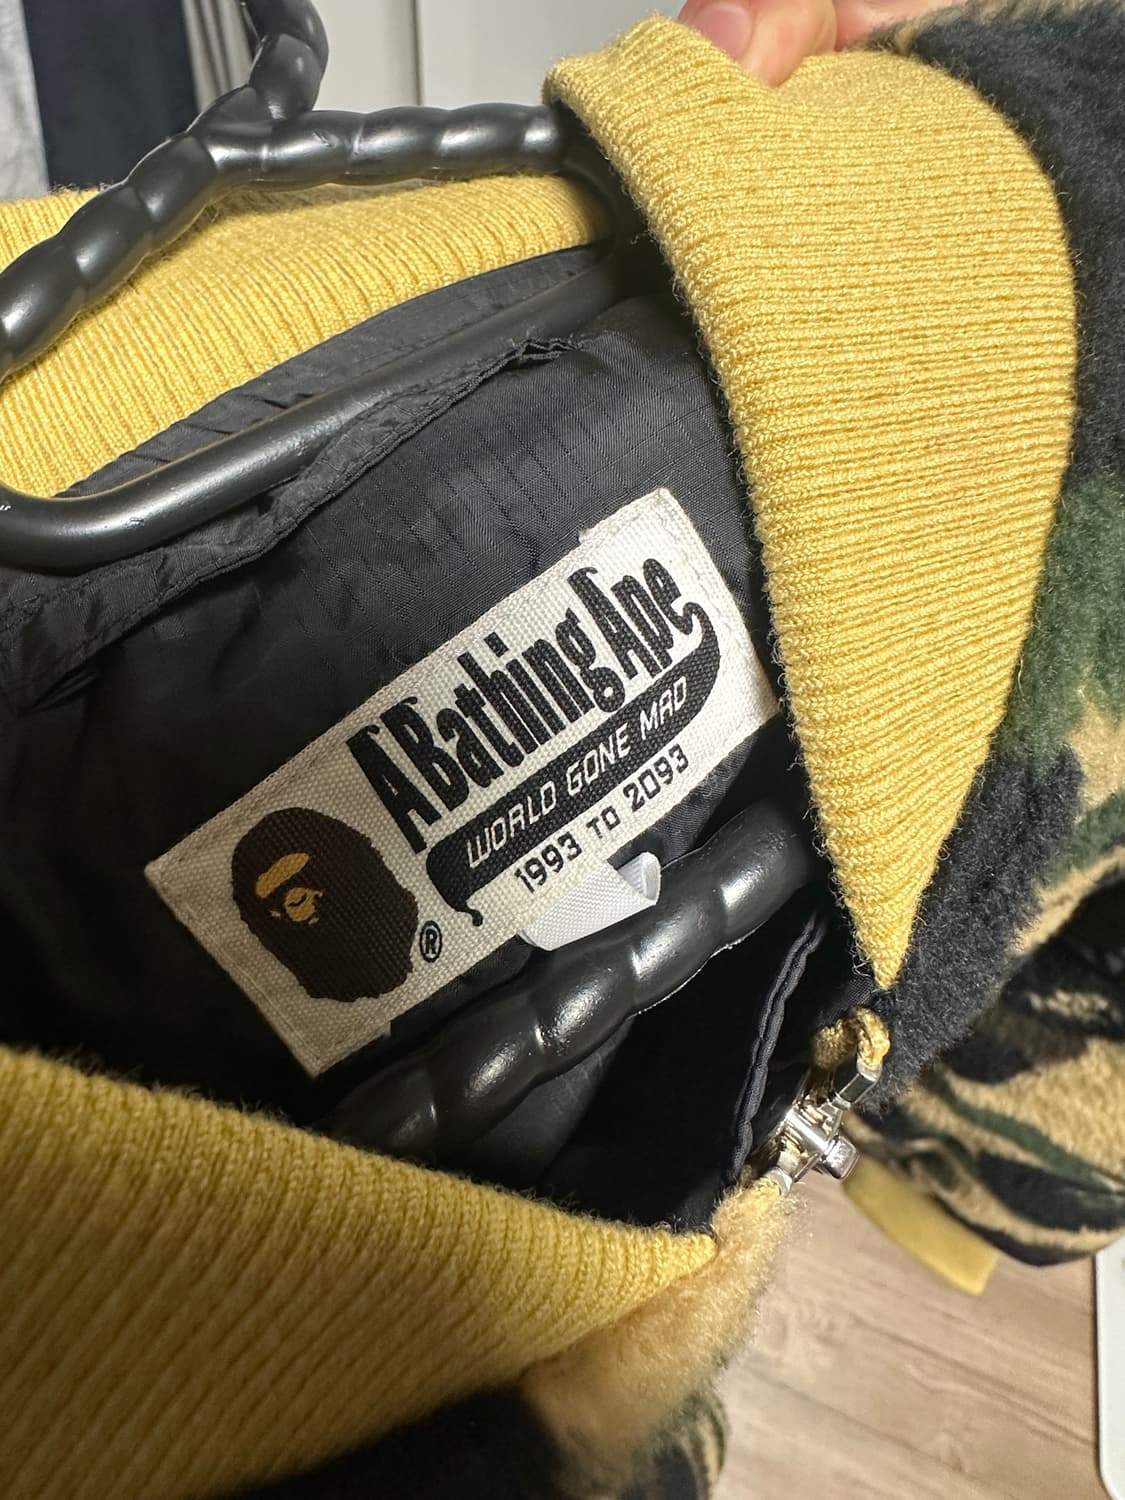 A Bathing Ape
WORLD GONE MAD
1993 TO 2093
®